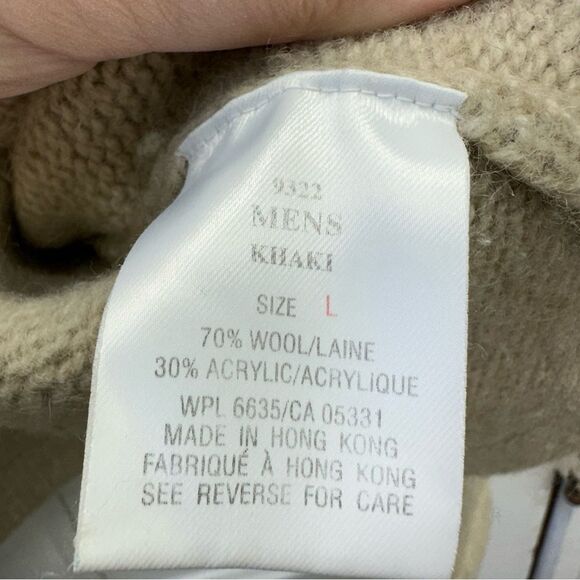 9322
MENS
KHAKI
SIZE L
70% WOOL/LAINE
30% ACRYLIC/ACRYLIQUE
WPL 6635/CA 05331
MADE IN HONG KONG
FABRIQUÉ À HONG KONG
SEE REVERSE FOR CARE